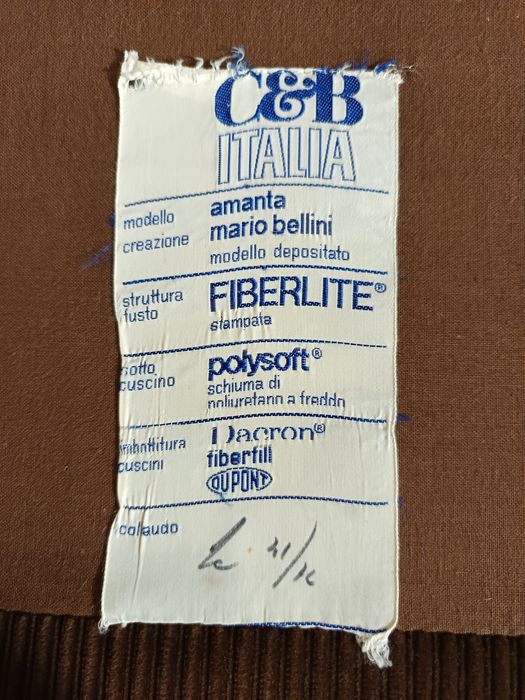 C&B
ITALIA
modello amanta
creazione mario bellini
modello depositato
struttura FIBERLITE®
fusto stampata
sotto polysoft®
cuscino schiuma di
poliuretano a freddo
imbottitura Dacron®
cuscini fiberfill
DUPONT
colaudo